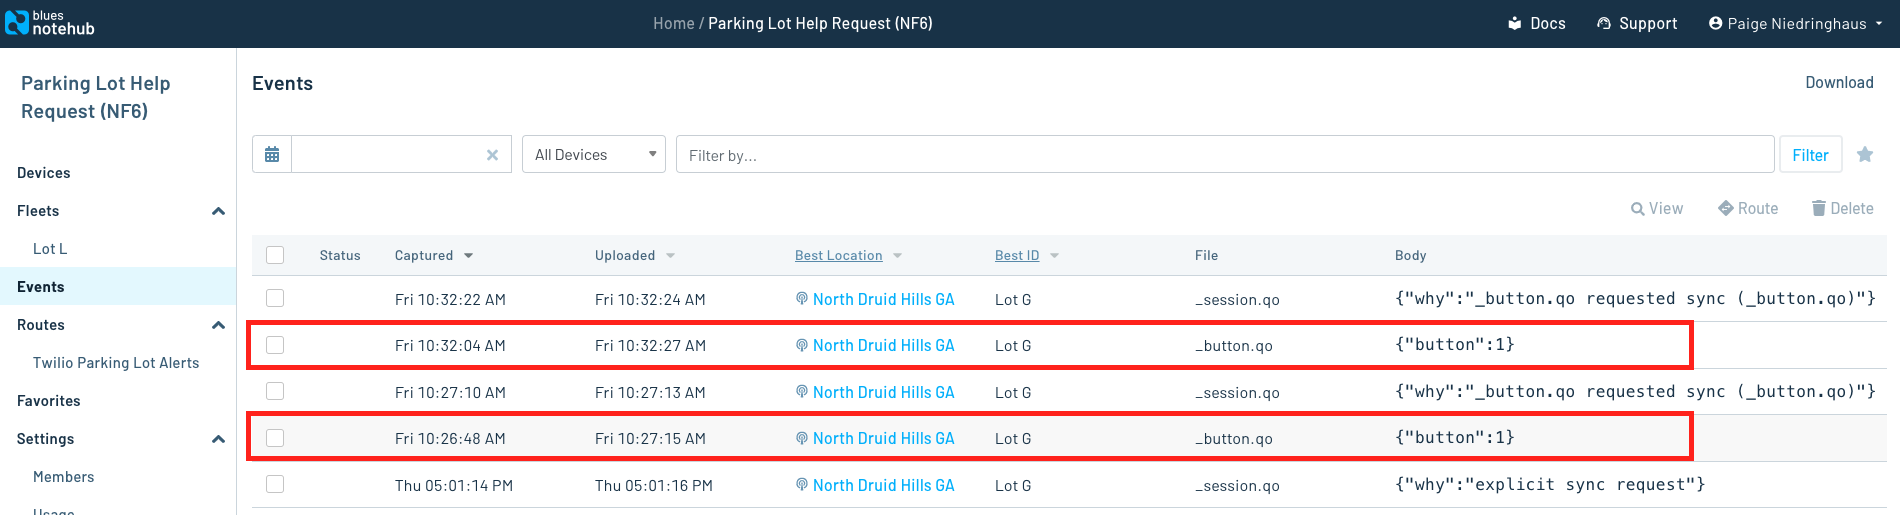 blues
notehub
Home / Parking Lot Help Request (NF6)
Docs
Support
Paige Niedringhaus
Parking Lot Help
Request (NF6)
Devices
Fleets
Lot L
Events
Routes
Twilio Parking Lot Alerts
Favorites
Settings
Members
Usage
Events
Download
All Devices
Filter by...
Filter
View
Route
Delete
Status Captured Uploaded Best Location Best ID File Body
Fri 10:32:22 AM Fri 10:32:24 AM North Druid Hills GA Lot G _session.qo {"why":"_button.qo requested sync (_button.qo)"}
Fri 10:32:04 AM Fri 10:32:27 AM North Druid Hills GA Lot G _button.qo {"button":1}
Fri 10:27:10 AM Fri 10:27:13 AM North Druid Hills GA Lot G _session.qo {"why":"_button.qo requested sync (_button.qo)"}
Fri 10:26:48 AM Fri 10:27:15 AM North Druid Hills GA Lot G _button.qo {"button":1}
Thu 05:01:14 PM Thu 05:01:16 PM North Druid Hills GA Lot G _session.qo {"why":"explicit sync request"}